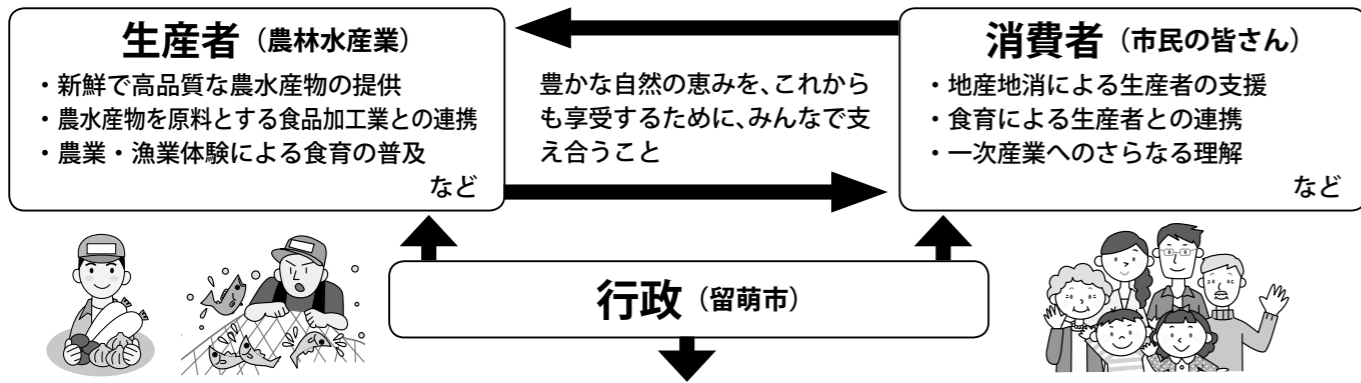 生産者（農林水産業）
・新鮮で高品質な農水産物の提供
・農水産物を原料とする食品加工業との連携
・農業・漁業体験による食育の普及
など
豊かな自然の恵みを、これから
も享受するために、みんなで支
え合うこと
消費者（市民の皆さん）
・地産地消による生産者の支援
・食育による生産者との連携
・一次産業へのさらなる理解
など
行政（留萌市）